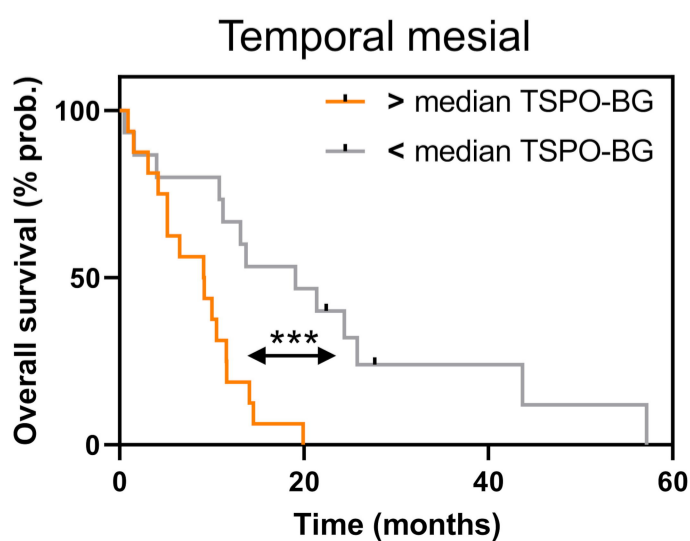 Temporal mesial
Overall survival (% prob.)
100
50
0
> median TSPO-BG
< median TSPO-BG
***
0 20 40 60
Time (months)